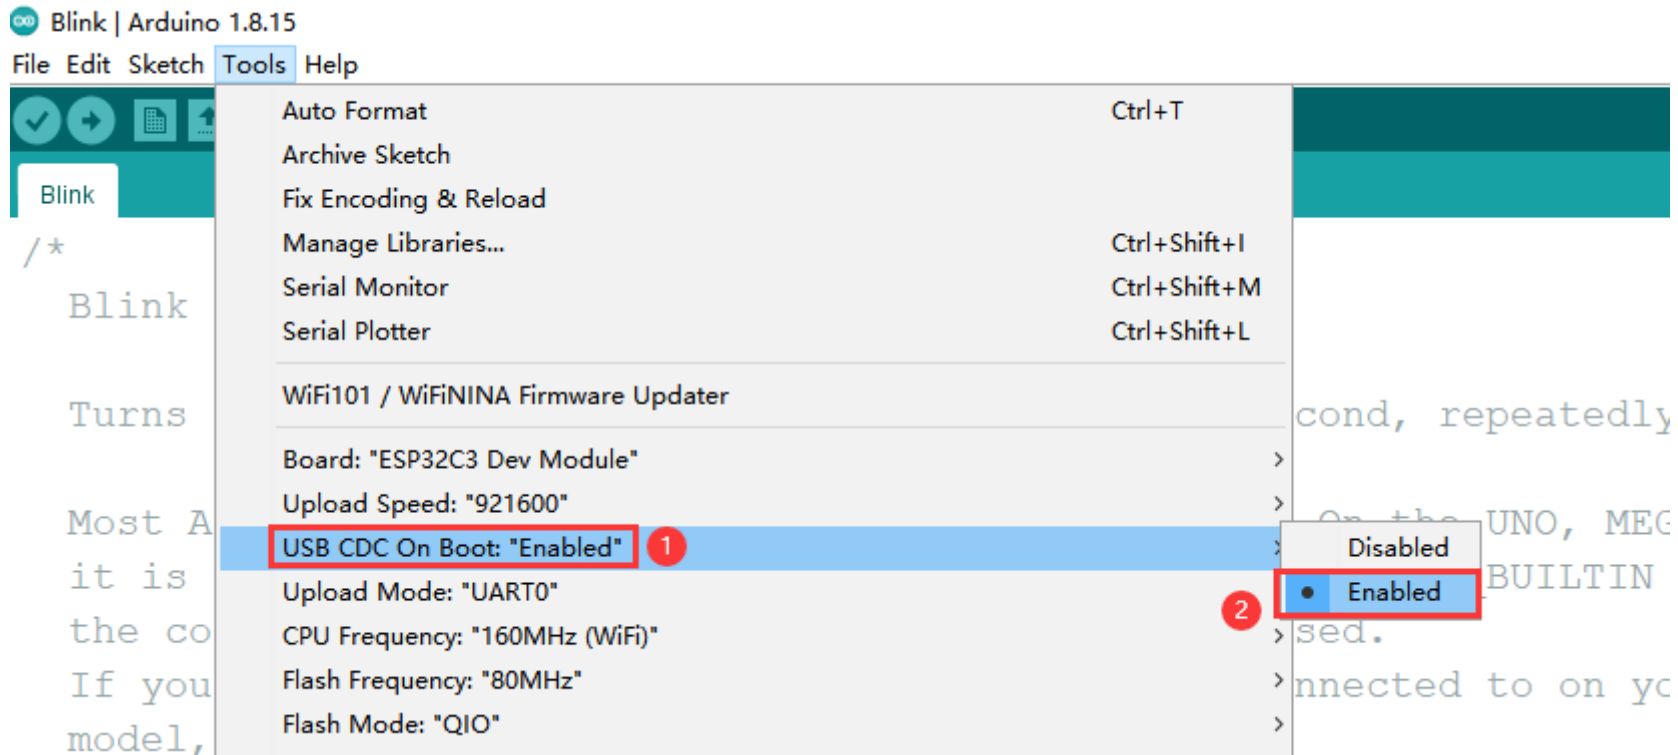 Blink | Arduino 1.8.15
File Edit Sketch Tools Help
Auto Format Ctrl+T
Archive Sketch
Fix Encoding & Reload
Manage Libraries... Ctrl+Shift+I
Serial Monitor Ctrl+Shift+M
Serial Plotter Ctrl+Shift+L
WiFi101 / WiFiNINA Firmware Updater
Board: "ESP32C3 Dev Module"
Upload Speed: "921600"
USB CDC On Boot: "Enabled" 1
Upload Mode: "UART0"
CPU Frequency: "160MHz (WiFi)"
Flash Frequency: "80MHz"
Flash Mode: "QIO"
Disabled
2 Enabled
Blink
/*
Blink
Turns cond, repeatedly
Most A On the UNO, MEG
it is BUILTIN
the co sed.
If you nnected to on yo
model,